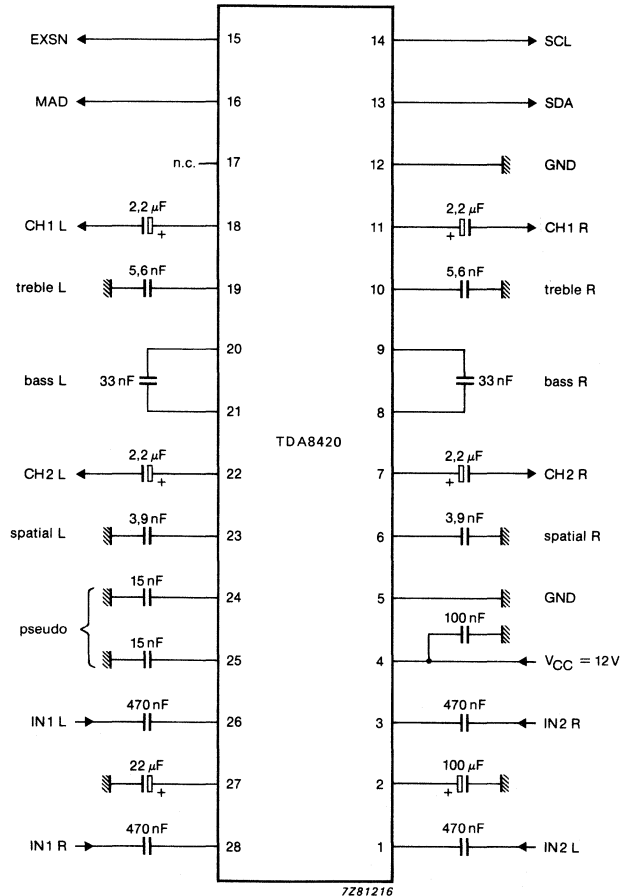 EXSN 15 14 SCL
MAD 16 13 SDA
n.c. 17 12 GND
2,2 μF 2,2 μF
CH1 L + 18 11 + CH1 R
5,6 nF 5,6 nF
treble L 19 10 treble R
20 9
bass L 33 nF 33 nF bass R
21 8
TDA8420
2,2 μF 2,2 μF
CH2 L + 22 7 + CH2 R
3,9 nF 3,9 nF
spatial L 23 6 spatial R
15 nF
24 5 GND
pseudo 100 nF
15 nF
25 4 VCC = 12 V
470 nF 470 nF
IN1 L 26 3 IN2 R
22 μF 100 μF
+ 27 2 +
470 nF 470 nF
IN1 R 28 1 IN2 L
7Z81216